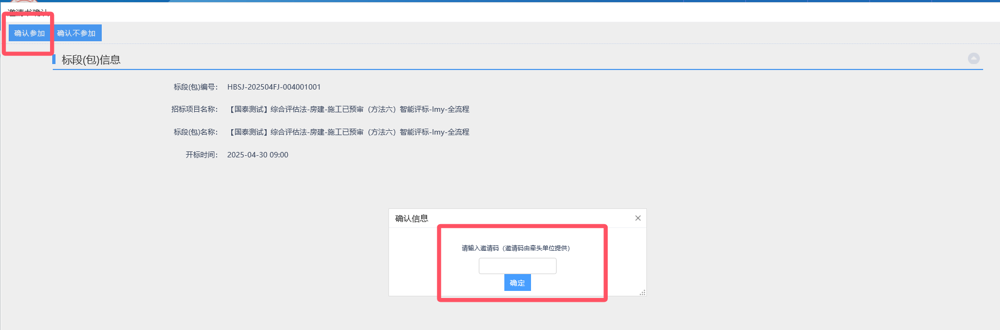 邀请书确认
确认参加 确认不参加
标段(包)信息
标段(包)编号： HBSJ-202504FJ-004001001
招标项目名称： 【国泰测试】综合评估法-房建-施工已预审（方法六）智能评标-lmy-全流程
标段(包)名称： 【国泰测试】综合评估法-房建-施工已预审（方法六）智能评标-lmy-全流程
开标时间： 2025-04-30 09:00
确认信息
请输入邀请码（邀请码由牵头单位提供）
确定